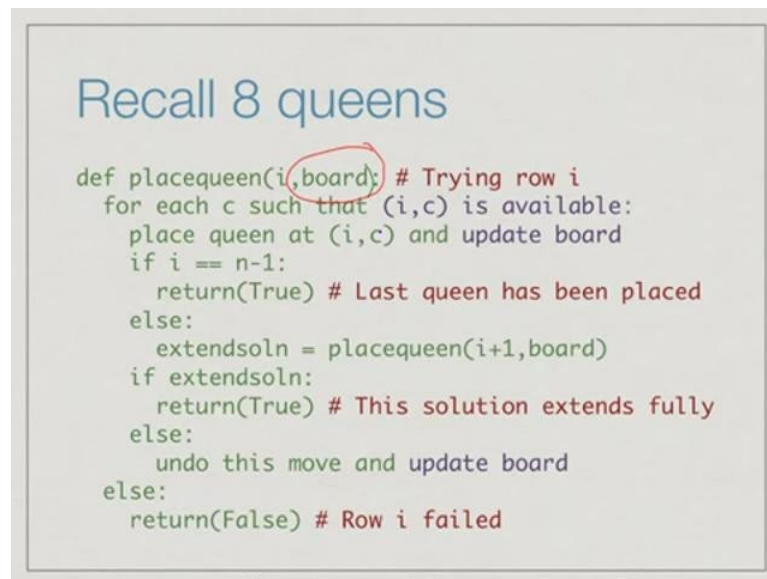 Recall 8 queens
def placequeen(i,board): # Trying row i
for each c such that (i,c) is available:
place queen at (i,c) and update board
if i == n-1:
return(True) # Last queen has been placed
else:
extendsoln = placequeen(i+1,board)
if extendsoln:
return(True) # This solution extends fully
else:
undo this move and update board
else:
return(False) # Row i failed